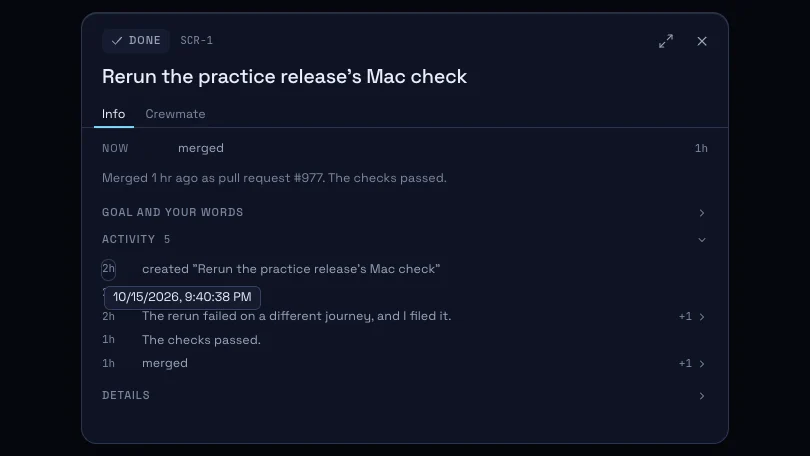 DONE SCR-1
Rerun the practice release's Mac check
Info Crewmate
NOW merged 1h
Merged 1 hr ago as pull request #977. The checks passed.
GOAL AND YOUR WORDS
ACTIVITY 5
2h created "Rerun the practice release's Mac check"
10/15/2026, 9:40:38 PM
2h The rerun failed on a different journey, and I filed it. +1
1h The checks passed.
1h merged +1
DETAILS